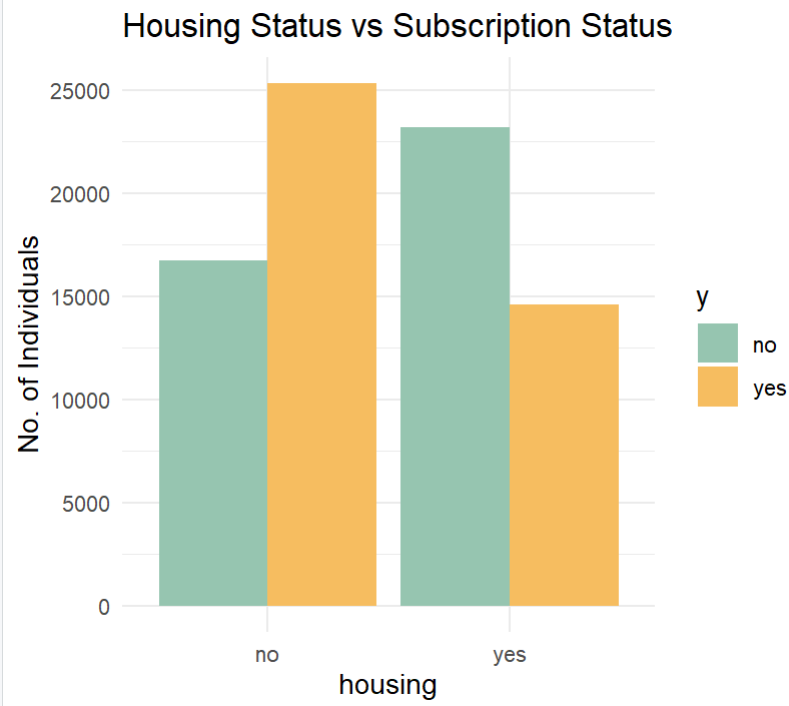 Housing Status vs Subscription Status
25000
20000
15000
10000
5000
0
No. of Individuals
no
yes
housing
y
no
yes